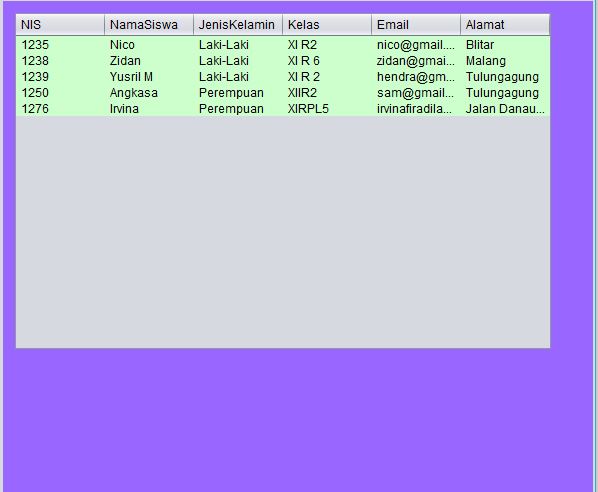 NIS NamaSiswa JenisKelamin Kelas Email Alamat
1235 Nico Laki-Laki XI R2 nico@gmail.... Blitar
1238 Zidan Laki-Laki XI R 6 zidan@gmai... Malang
1239 Yusril M Laki-Laki XI R 2 hendra@gm... Tulungagung
1250 Angkasa Perempuan XIIR2 sam@gmail... Tulungagung
1276 Irvina Perempuan XIRPL5 irvinafiradila... Jalan Danau...